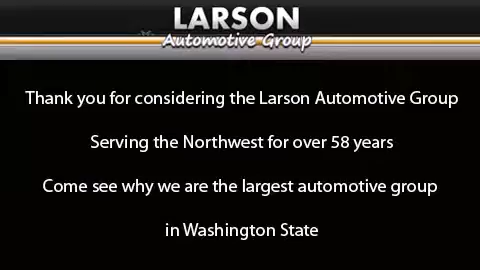 LARSON
Automotive Group
Thank you for considering the Larson Automotive Group
Serving the Northwest for over 58 years
Come see why we are the largest automotive group
in Washington State